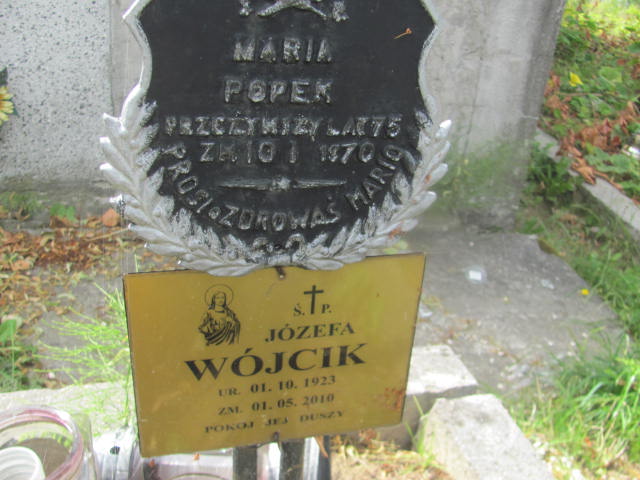 MARIA
POPEK
PRZEŻYWSZY LAT 75
ZM 10 I 1970
PROSI O ZDROWAŚ MARIO
Ś. P.
JÓZEFA
WÓJCIK
UR. 01. 10. 1923
ZM. 01. 05. 2010
POKÓJ JEJ DUSZY